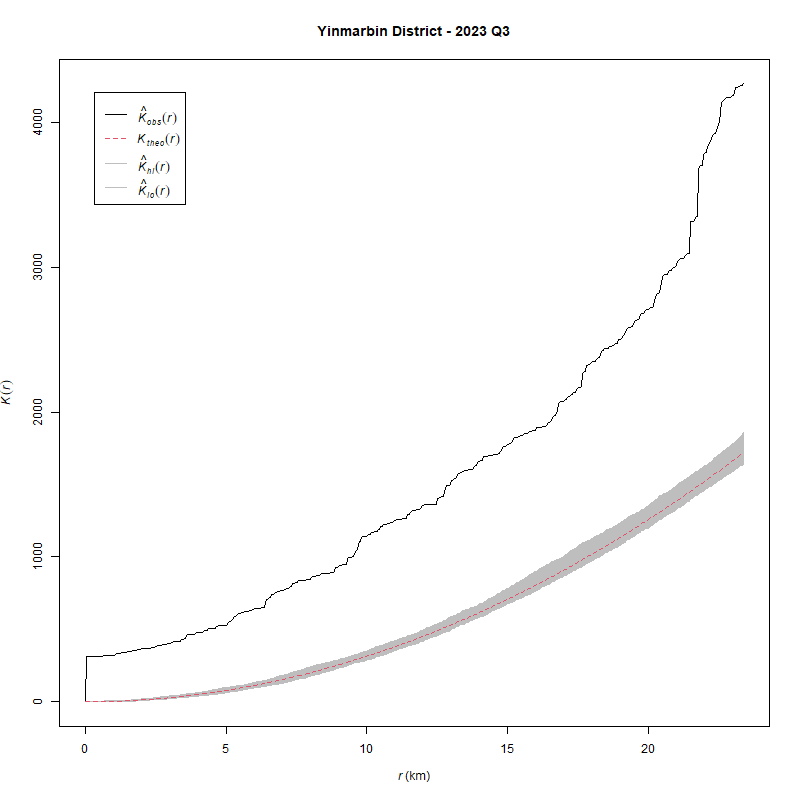 Yinmarbin District - 2023 Q3
K̂obs(r)
Ktheo(r)
K̂hi(r)
K̂lo(r)
K(r)
4000
3000
2000
1000
0
0 5 10 15 20
r (km)